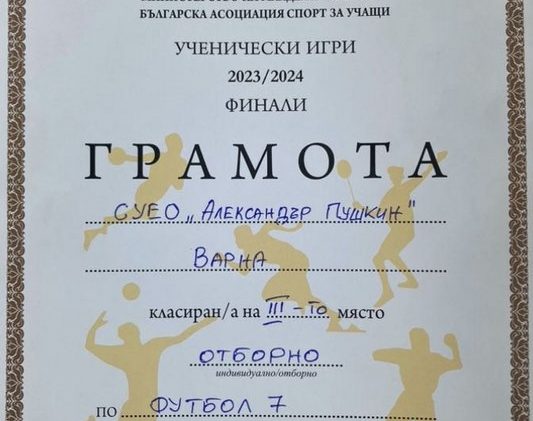 БЪЛГАРСКА АСОЦИАЦИЯ СПОРТ ЗА УЧАЩИ
УЧЕНИЧЕСКИ ИГРИ
2023/2024
ФИНАЛИ
ГРАМОТА
СУЕО „Александър Пушкин"
Варна
класиран/а на III-то място
отборно
индивидуално/отборно
по футбол 7